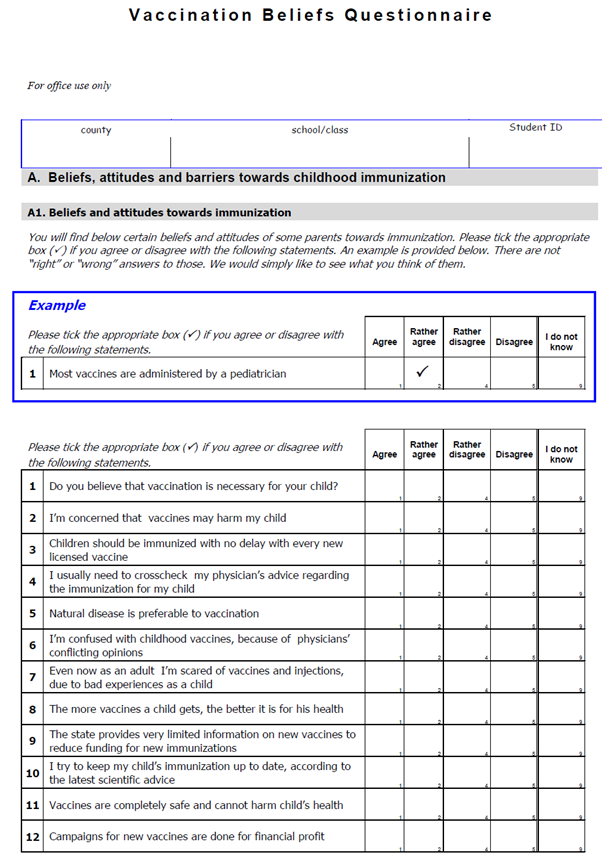 Vaccination Beliefs Questionnaire
For office use only
county school/class Student ID
A. Beliefs, attitudes and barriers towards childhood immunization
A1. Beliefs and attitudes towards immunization
You will find below certain beliefs and attitudes of some parents towards immunization. Please tick the appropriate
box (✓) if you agree or disagree with the following statements. An example is provided below. There are not
"right" or "wrong" answers to those. We would simply like to see what you think of them.
Example
Please tick the appropriate box (✓) if you agree or disagree with
the following statements.
Agree Rather agree Rather disagree Disagree I do not know
1 Most vaccines are administered by a pediatrician ✓
1 2 4 5 9
Please tick the appropriate box (✓) if you agree or disagree with
the following statements.
Agree Rather agree Rather disagree Disagree I do not know
1 Do you believe that vaccination is necessary for your child?
1 2 4 5 9
2 I'm concerned that vaccines may harm my child
1 2 4 5 9
3 Children should be immunized with no delay with every new
licensed vaccine
1 2 4 5 9
4 I usually need to crosscheck my physician's advice regarding
the immunization for my child
1 2 4 5 9
5 Natural disease is preferable to vaccination
1 2 4 5 9
6 I'm confused with childhood vaccines, because of physicians'
conflicting opinions
1 2 4 5 9
7 Even now as an adult I'm scared of vaccines and injections,
due to bad experiences as a child
1 2 4 5 9
8 The more vaccines a child gets, the better it is for his health
1 2 4 5 9
9 The state provides very limited information on new vaccines to
reduce funding for new immunizations
1 2 4 5 9
10 I try to keep my child's immunization up to date, according to
the latest scientific advice
1 2 4 5 9
11 Vaccines are completely safe and cannot harm child's health
1 2 4 5 9
12 Campaigns for new vaccines are done for financial profit
1 2 4 5 9